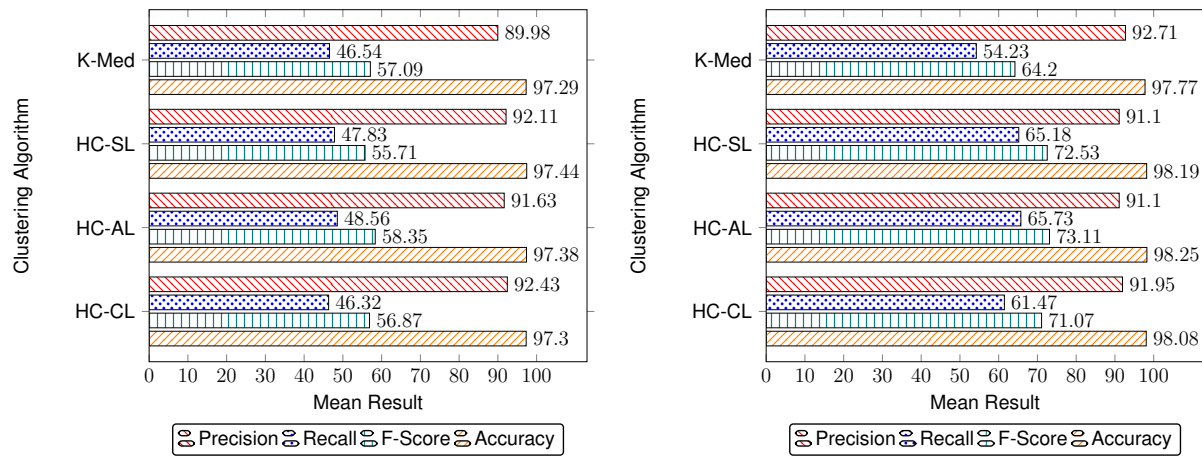 Clustering Algorithm
K-Med
89.98
46.54
57.09
97.29
HC-SL
92.11
47.83
55.71
97.44
HC-AL
91.63
48.56
58.35
97.38
HC-CL
92.43
46.32
56.87
97.3
0 10 20 30 40 50 60 70 80 90 100
Mean Result
Precision Recall F-Score Accuracy
Clustering Algorithm
K-Med
92.71
54.23
64.2
97.77
HC-SL
91.1
65.18
72.53
98.19
HC-AL
91.1
65.73
73.11
98.25
HC-CL
91.95
61.47
71.07
98.08
0 10 20 30 40 50 60 70 80 90 100
Mean Result
Precision Recall F-Score Accuracy